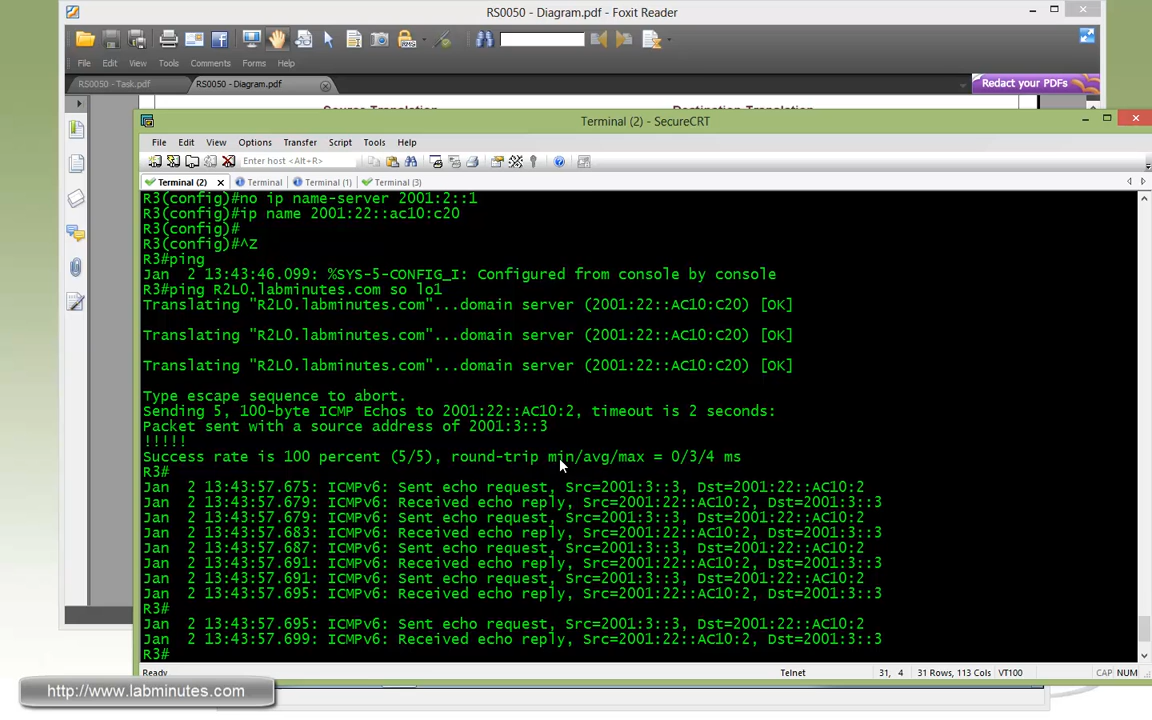 RS0050 - Diagram.pdf - Foxit Reader
File Edit View Tools Comments Forms Help
RS0050 - Task.pdf RS0050 - Diagram.pdf Redact your PDFs
Source Translation Destination Translation
Terminal (2) - SecureCRT
File Edit View Options Transfer Script Tools Help
Enter host <Alt+R>
Terminal (2) Terminal Terminal (1) Terminal (3)
R3(config)#no ip name-server 2001:2::1
R3(config)#ip name 2001:22::ac10:c20
R3(config)#
R3(config)#^Z
R3#ping
Jan  2 13:43:46.099: %SYS-5-CONFIG_I: Configured from console by console
R3#ping R2L0.labminutes.com so lo1
Translating "R2L0.labminutes.com"...domain server (2001:22::AC10:C20) [OK]
Translating "R2L0.labminutes.com"...domain server (2001:22::AC10:C20) [OK]
Translating "R2L0.labminutes.com"...domain server (2001:22::AC10:C20) [OK]
Type escape sequence to abort.
Sending 5, 100-byte ICMP Echos to 2001:22::AC10:2, timeout is 2 seconds:
Packet sent with a source address of 2001:3::3
!!!!!
Success rate is 100 percent (5/5), round-trip min/avg/max = 0/3/4 ms
R3#
Jan  2 13:43:57.675: ICMPv6: Sent echo request, Src=2001:3::3, Dst=2001:22::AC10:2
Jan  2 13:43:57.679: ICMPv6: Received echo reply, Src=2001:22::AC10:2, Dst=2001:3::3
Jan  2 13:43:57.679: ICMPv6: Sent echo request, Src=2001:3::3, Dst=2001:22::AC10:2
Jan  2 13:43:57.683: ICMPv6: Received echo reply, Src=2001:22::AC10:2, Dst=2001:3::3
Jan  2 13:43:57.687: ICMPv6: Sent echo request, Src=2001:3::3, Dst=2001:22::AC10:2
Jan  2 13:43:57.691: ICMPv6: Received echo reply, Src=2001:22::AC10:2, Dst=2001:3::3
Jan  2 13:43:57.691: ICMPv6: Sent echo request, Src=2001:3::3, Dst=2001:22::AC10:2
Jan  2 13:43:57.695: ICMPv6: Received echo reply, Src=2001:22::AC10:2, Dst=2001:3::3
R3#
Jan  2 13:43:57.695: ICMPv6: Sent echo request, Src=2001:3::3, Dst=2001:22::AC10:2
Jan  2 13:43:57.699: ICMPv6: Received echo reply, Src=2001:22::AC10:2, Dst=2001:3::3
R3#
Ready Telnet 31, 4 31 Rows, 113 Cols VT100 CAP NUM
http://www.labminutes.com